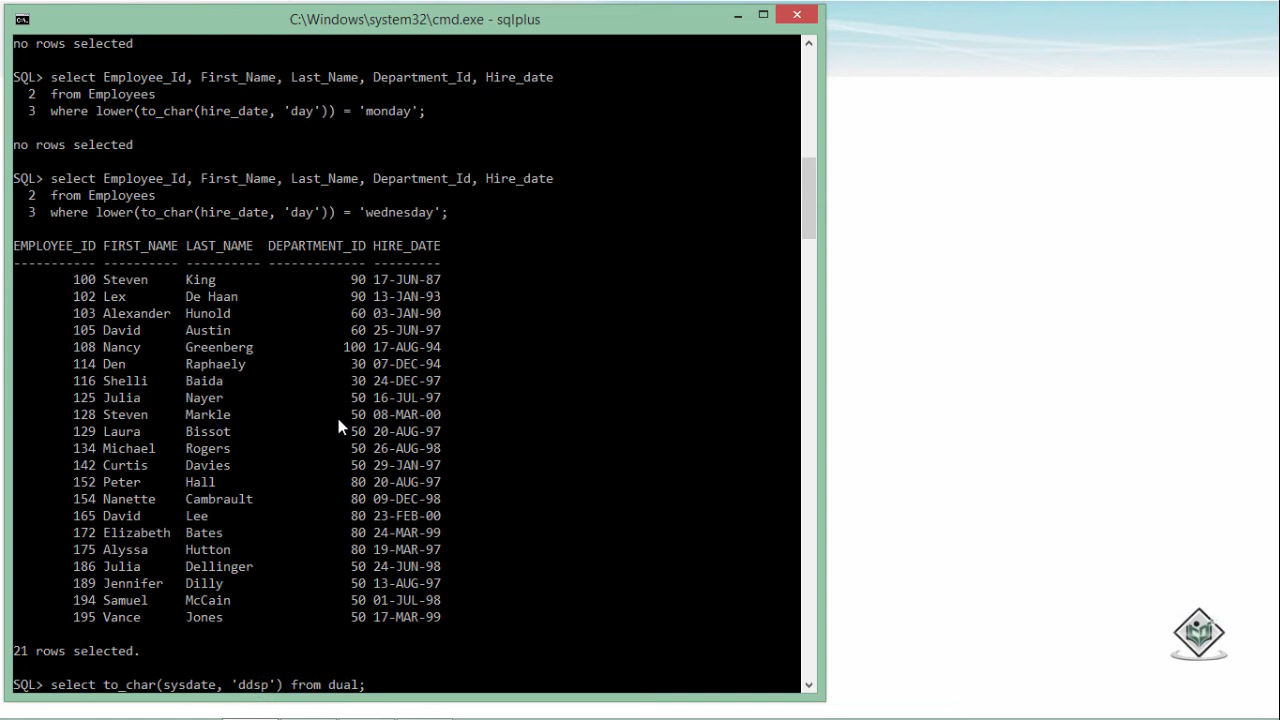 C:\Windows\system32\cmd.exe - sqlplus
no rows selected
SQL> select Employee_Id, First_Name, Last_Name, Department_Id, Hire_date
2 from Employees
3 where lower(to_char(hire_date, 'day')) = 'monday';
no rows selected
SQL> select Employee_Id, First_Name, Last_Name, Department_Id, Hire_date
2 from Employees
3 where lower(to_char(hire_date, 'day')) = 'wednesday';
EMPLOYEE_ID FIRST_NAME LAST_NAME DEPARTMENT_ID HIRE_DATE
----------- ---------- ---------- ------------- ---------
100 Steven King 90 17-JUN-87
102 Lex De Haan 90 13-JAN-93
103 Alexander Hunold 60 03-JAN-90
105 David Austin 60 25-JUN-97
108 Nancy Greenberg 100 17-AUG-94
114 Den Raphaely 30 07-DEC-94
116 Shelli Baida 30 24-DEC-97
125 Julia Nayer 50 16-JUL-97
128 Steven Markle 50 08-MAR-00
129 Laura Bissot 50 20-AUG-97
134 Michael Rogers 50 26-AUG-98
142 Curtis Davies 50 29-JAN-97
152 Peter Hall 80 20-AUG-97
154 Nanette Cambrault 80 09-DEC-98
165 David Lee 80 23-FEB-00
172 Elizabeth Bates 80 24-MAR-99
175 Alyssa Hutton 80 19-MAR-97
186 Julia Dellinger 50 24-JUN-98
189 Jennifer Dilly 50 13-AUG-97
194 Samuel McCain 50 01-JUL-98
195 Vance Jones 50 17-MAR-99
21 rows selected.
SQL> select to_char(sysdate, 'ddsp') from dual;